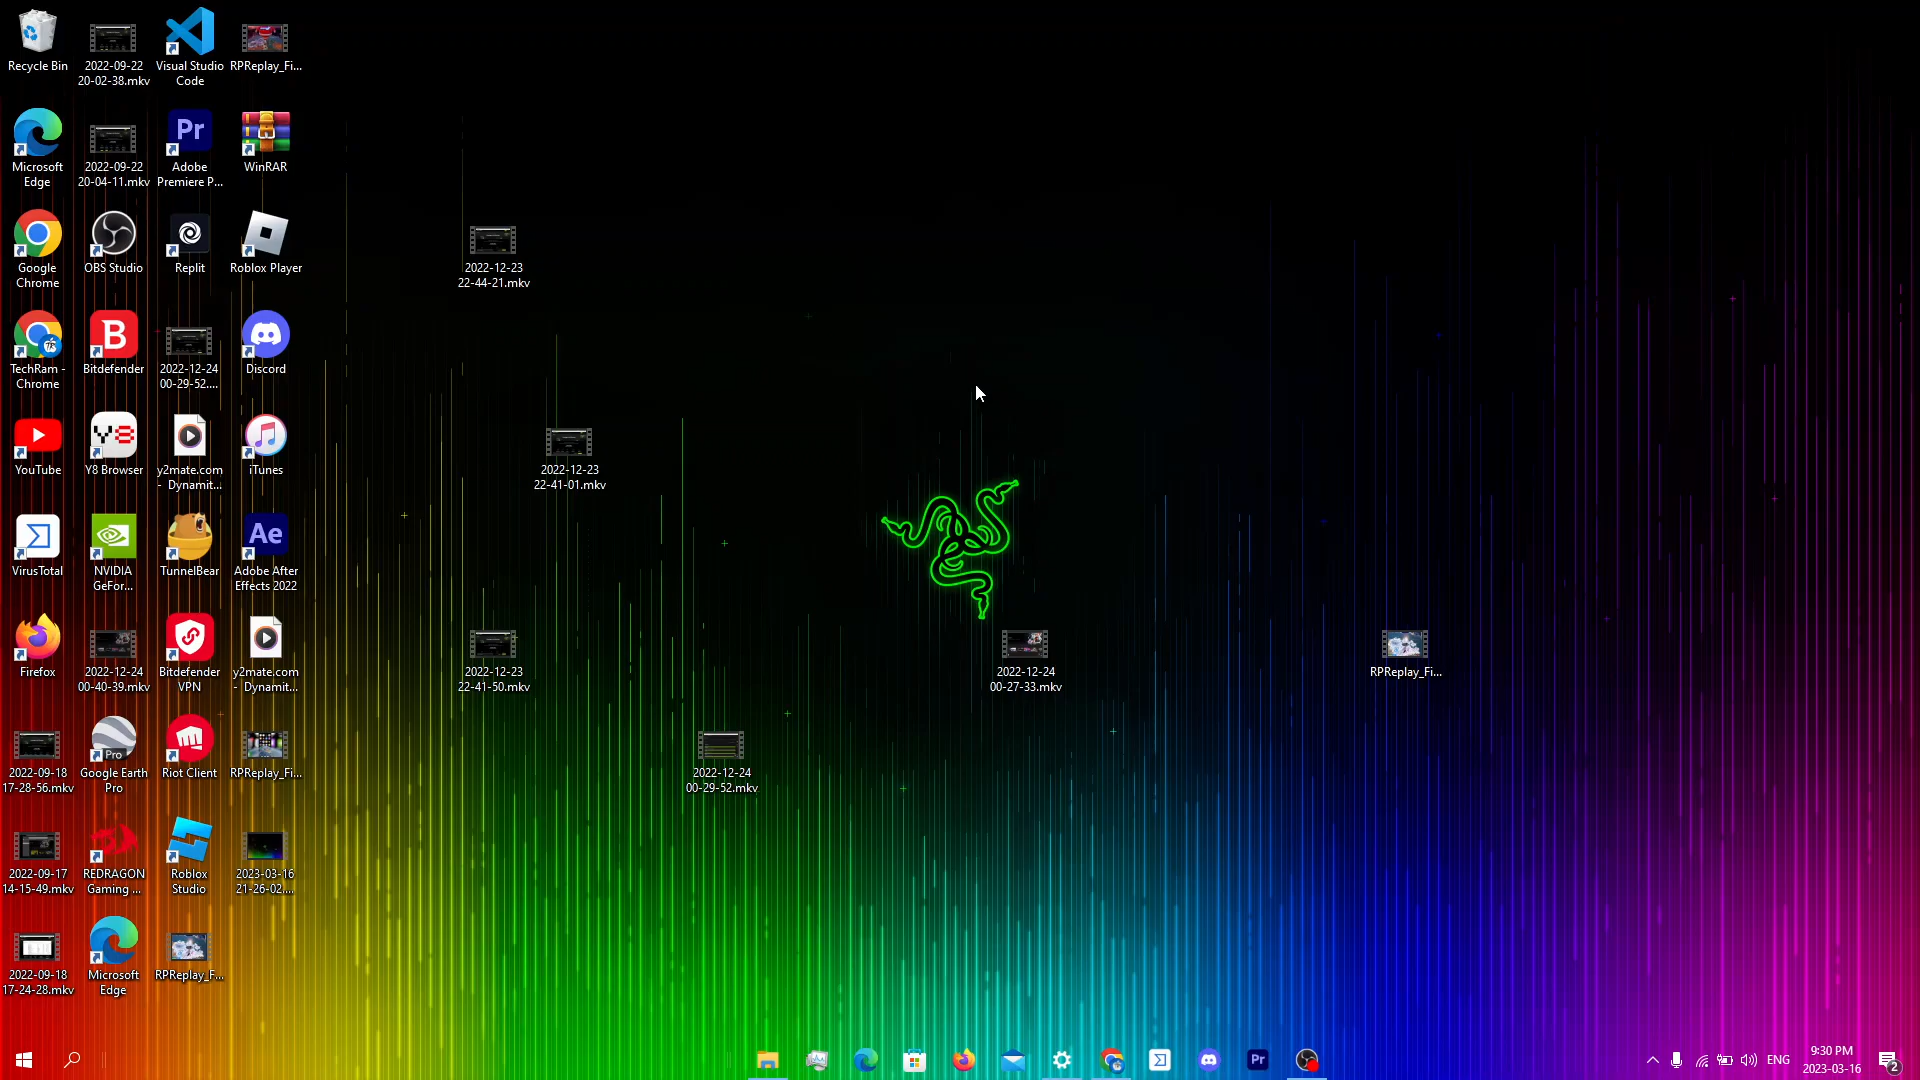 Recycle Bin
2022-09-22
20-02-38.mkv
Visual Studio
Code
RPReplay_Fi...
Microsoft
Edge
2022-09-22
20-04-11.mkv
Pr
Adobe
Premiere P...
WinRAR
Google
Chrome
OBS Studio
Replit
Roblox Player
2022-12-23
22-44-21.mkv
TechRam -
Chrome
B
Bitdefender
2022-12-24
00-29-52....
Discord
YouTube
Y8
Y8 Browser
y2mate.com
- Dynamit...
iTunes
2022-12-23
22-41-01.mkv
VirusTotal
NVIDIA
GeFor...
TunnelBear
Ae
Adobe After
Effects 2022
Firefox
2022-12-24
00-40-39.mkv
Bitdefender
VPN
y2mate.com
- Dynamit...
2022-12-23
22-41-50.mkv
2022-12-24
00-27-33.mkv
RPReplay_Fi...
2022-09-18
17-28-56.mkv
Pro
Google Earth
Pro
Riot Client
RPReplay_Fi...
2022-12-24
00-29-52.mkv
2022-09-17
14-15-49.mkv
REDRAGON
Gaming ...
Roblox
Studio
2023-03-16
21-26-02....
2022-09-18
17-24-28.mkv
Microsoft
Edge
RPReplay_F...
Pr
ENG
9:30 PM
2023-03-16
2